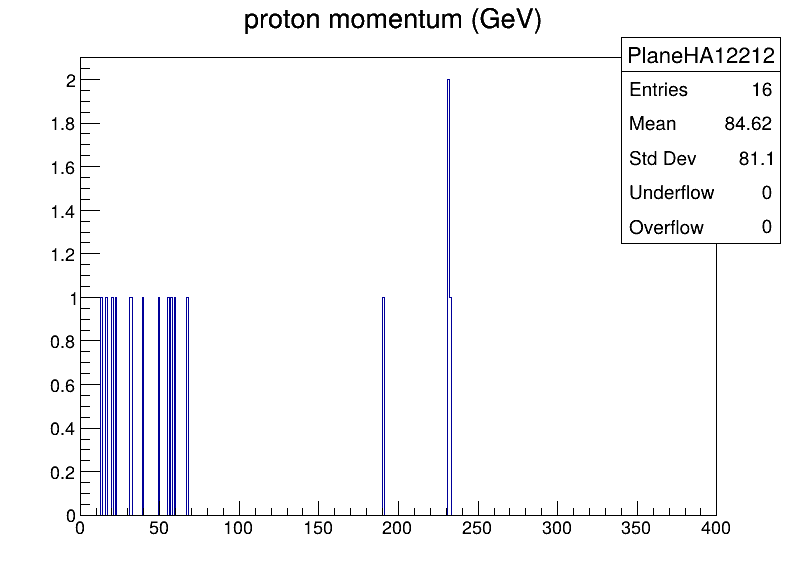 proton momentum (GeV)
PlaneHA12212
Entries 16
Mean 84.62
Std Dev 81.1
Underflow 0
Overflow 0
2
1.8
1.6
1.4
1.2
1
0.8
0.6
0.4
0.2
0
0 50 100 150 200 250 300 350 400